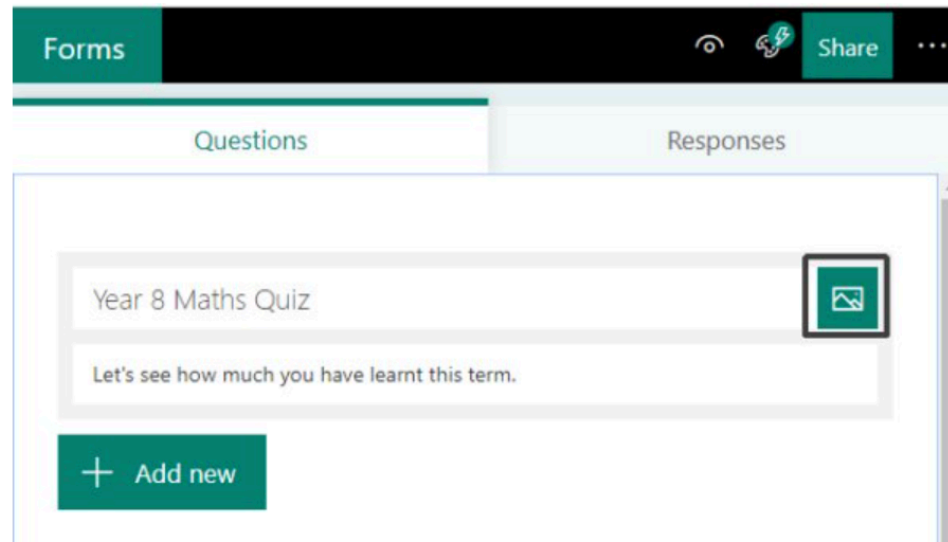 Forms
Share
Questions
Responses
Year 8 Maths Quiz
Let's see how much you have learnt this term.
+ Add new